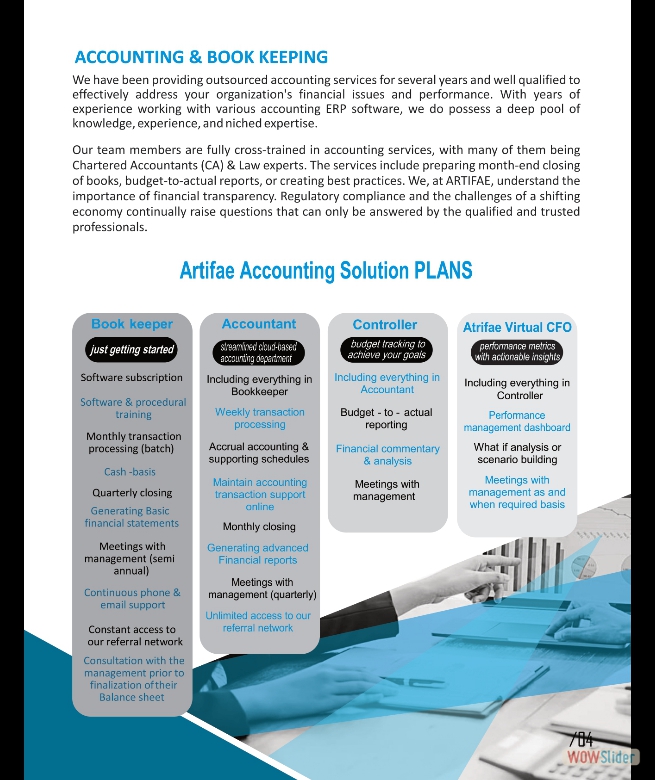 ACCOUNTING & BOOK KEEPING
We have been providing outsourced accounting services for several years and well qualified to
effectively address your organization's financial issues and performance. With years of
experience working with various accounting ERP software, we do possess a deep pool of
knowledge, experience, and niched expertise.
Our team members are fully cross-trained in accounting services, with many of them being
Chartered Accountants (CA) & Law experts. The services include preparing month-end closing
of books, budget-to-actual reports, or creating best practices. We, at ARTIFAE, understand the
importance of financial transparency. Regulatory compliance and the challenges of a shifting
economy continually raise questions that can only be answered by the qualified and trusted
professionals.
Artifae Accounting Solution PLANS
Book keeper
just getting started
Software subscription
Software & procedural
training
Monthly transaction
processing (batch)
Cash -basis
Quarterly closing
Generating Basic
financial statements
Meetings with
management (semi
annual)
Continuous phone &
email support
Constant access to
our referral network
Consultation with the
management prior to
finalization of their
Balance sheet
Accountant
streamlined cloud-based
accounting department
Including everything in
Bookkeeper
Weekly transaction
processing
Accrual accounting &
supporting schedules
Maintain accounting
transaction support
online
Monthly closing
Generating advanced
Financial reports
Meetings with
management (quarterly)
Unlimited access to our
referral network
Controller
budget tracking to
achieve your goals
Including everything in
Accountant
Budget - to - actual
reporting
Financial commentary
& analysis
Meetings with
management
Atrifae Virtual CFO
performance metrics
with actionable insights
Including everything in
Controller
Performance
management dashboard
What if analysis or
scenario building
Meetings with
management as and
when required basis
/04
WOWSlider